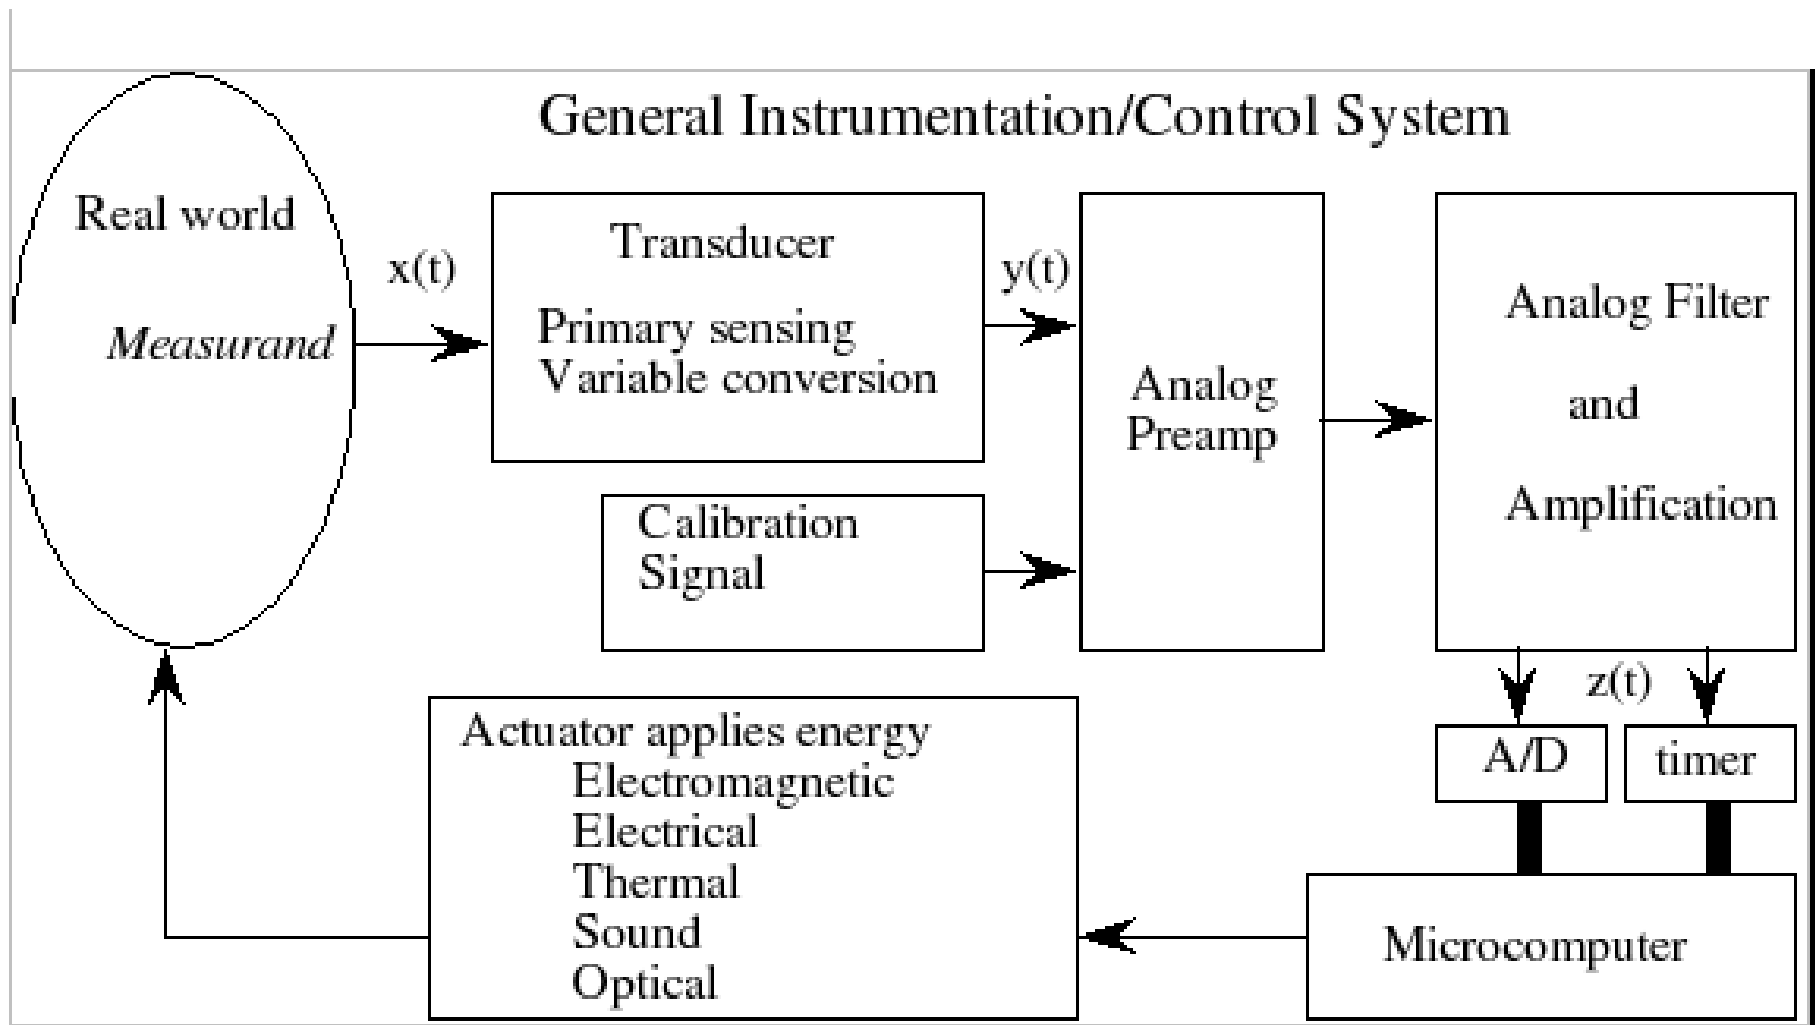 General Instrumentation/Control System
Real world
Measurand
x(t)
Transducer
Primary sensing
Variable conversion
y(t)
Calibration
Signal
Analog
Preamp
Analog Filter
and
Amplification
z(t)
A/D
timer
Microcomputer
Actuator applies energy
Electromagnetic
Electrical
Thermal
Sound
Optical